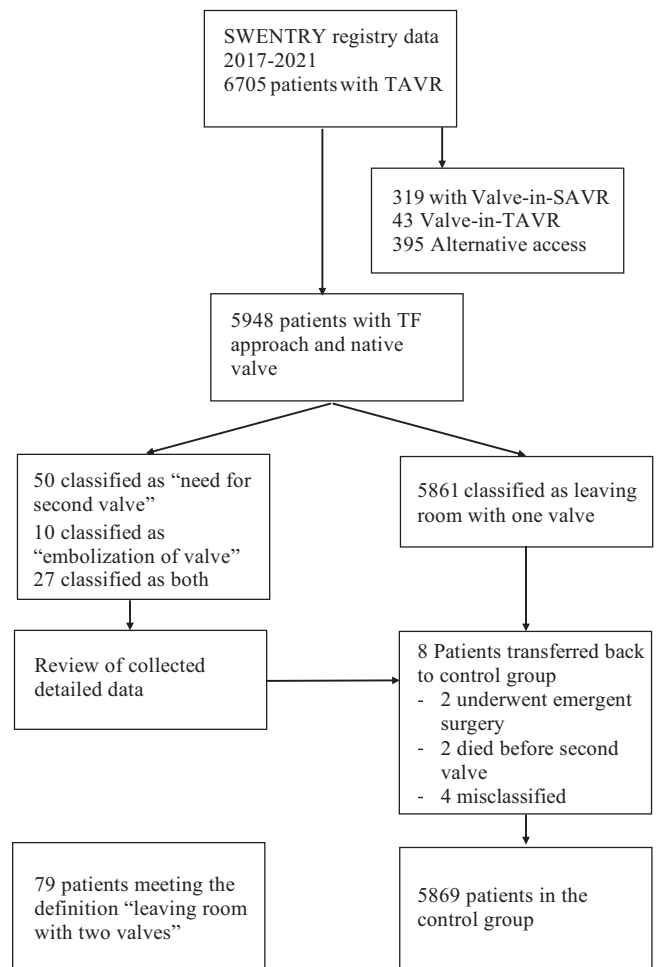 SWENTRY registry data
2017-2021
6705 patients with TAVR
319 with Valve-in-SAVR
43 Valve-in-TAVR
395 Alternative access
5948 patients with TF
approach and native
valve
50 classified as “need for
second valve”
10 classified as
“embolization of valve”
27 classified as both
5861 classified as leaving
room with one valve
Review of collected
detailed data
8 Patients transferred back
to control group
- 2 underwent emergent
surgery
- 2 died before second
valve
- 4 misclassified
79 patients meeting the
definition “leaving room
with two valves”
5869 patients in the
control group